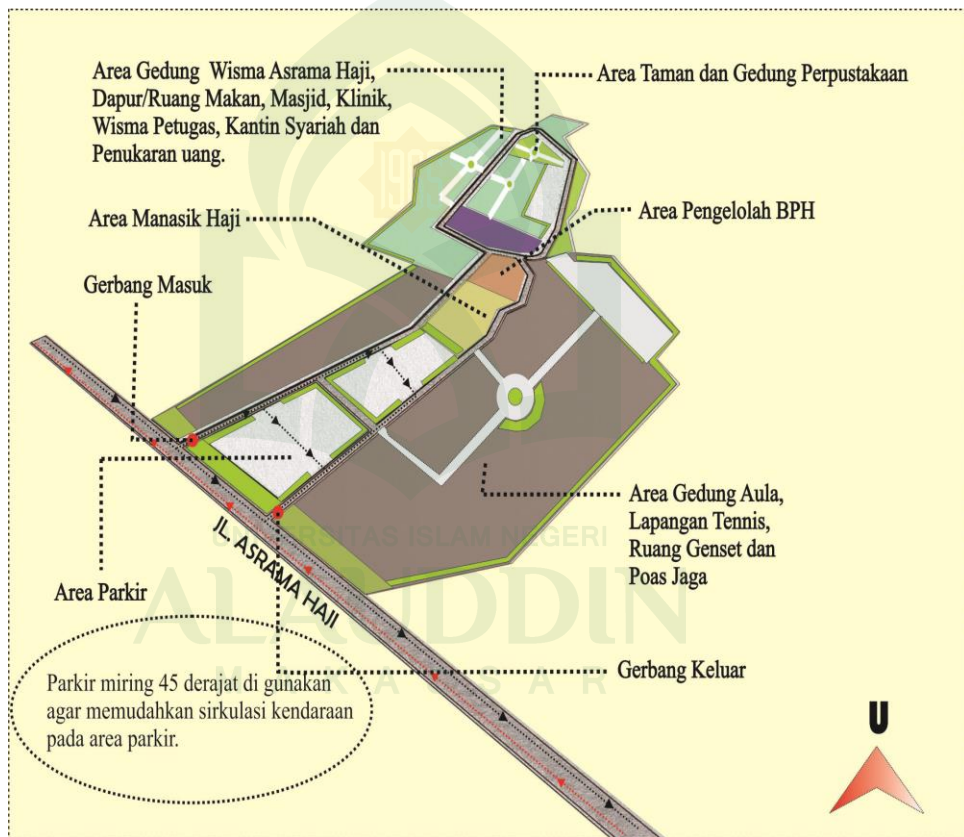 Area Gedung Wisma Asrama Haji,
Dapur/Ruang Makan, Masjid, Klinik,
Wisma Petugas, Kantin Syariah dan
Penukaran uang.
Area Taman dan Gedung Perpustakaan
Area Manasik Haji
Area Pengelolah BPH
Gerbang Masuk
1965
Area Gedung Aula,
Lapangan Tennis,
Ruang Genset dan
Poas Jaga
JL. ASRAMA HAJI
Area Parkir
Gerbang Keluar
Parkir miring 45 derajat di gunakan
agar memudahkan sirkulasi kendaraan
pada area parkir.
U
UNIVERSITAS ISLAM NEGERI
ALAUDDIN
MAKASSAR